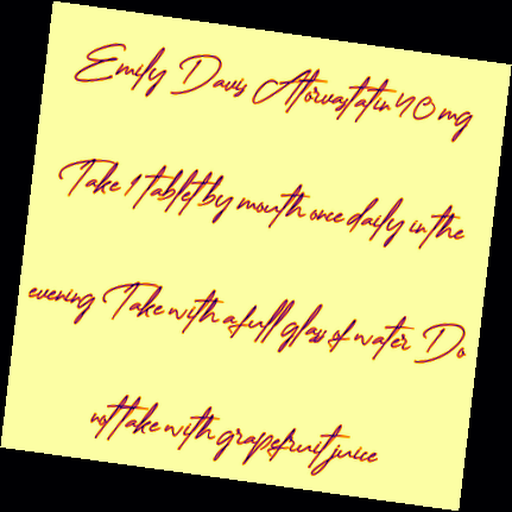 Emily Davis Atorvastatin 40 mg
Take 1 tablet by mouth once daily in the
evening Take with a full glass of water Do
not take with grapefruit juice